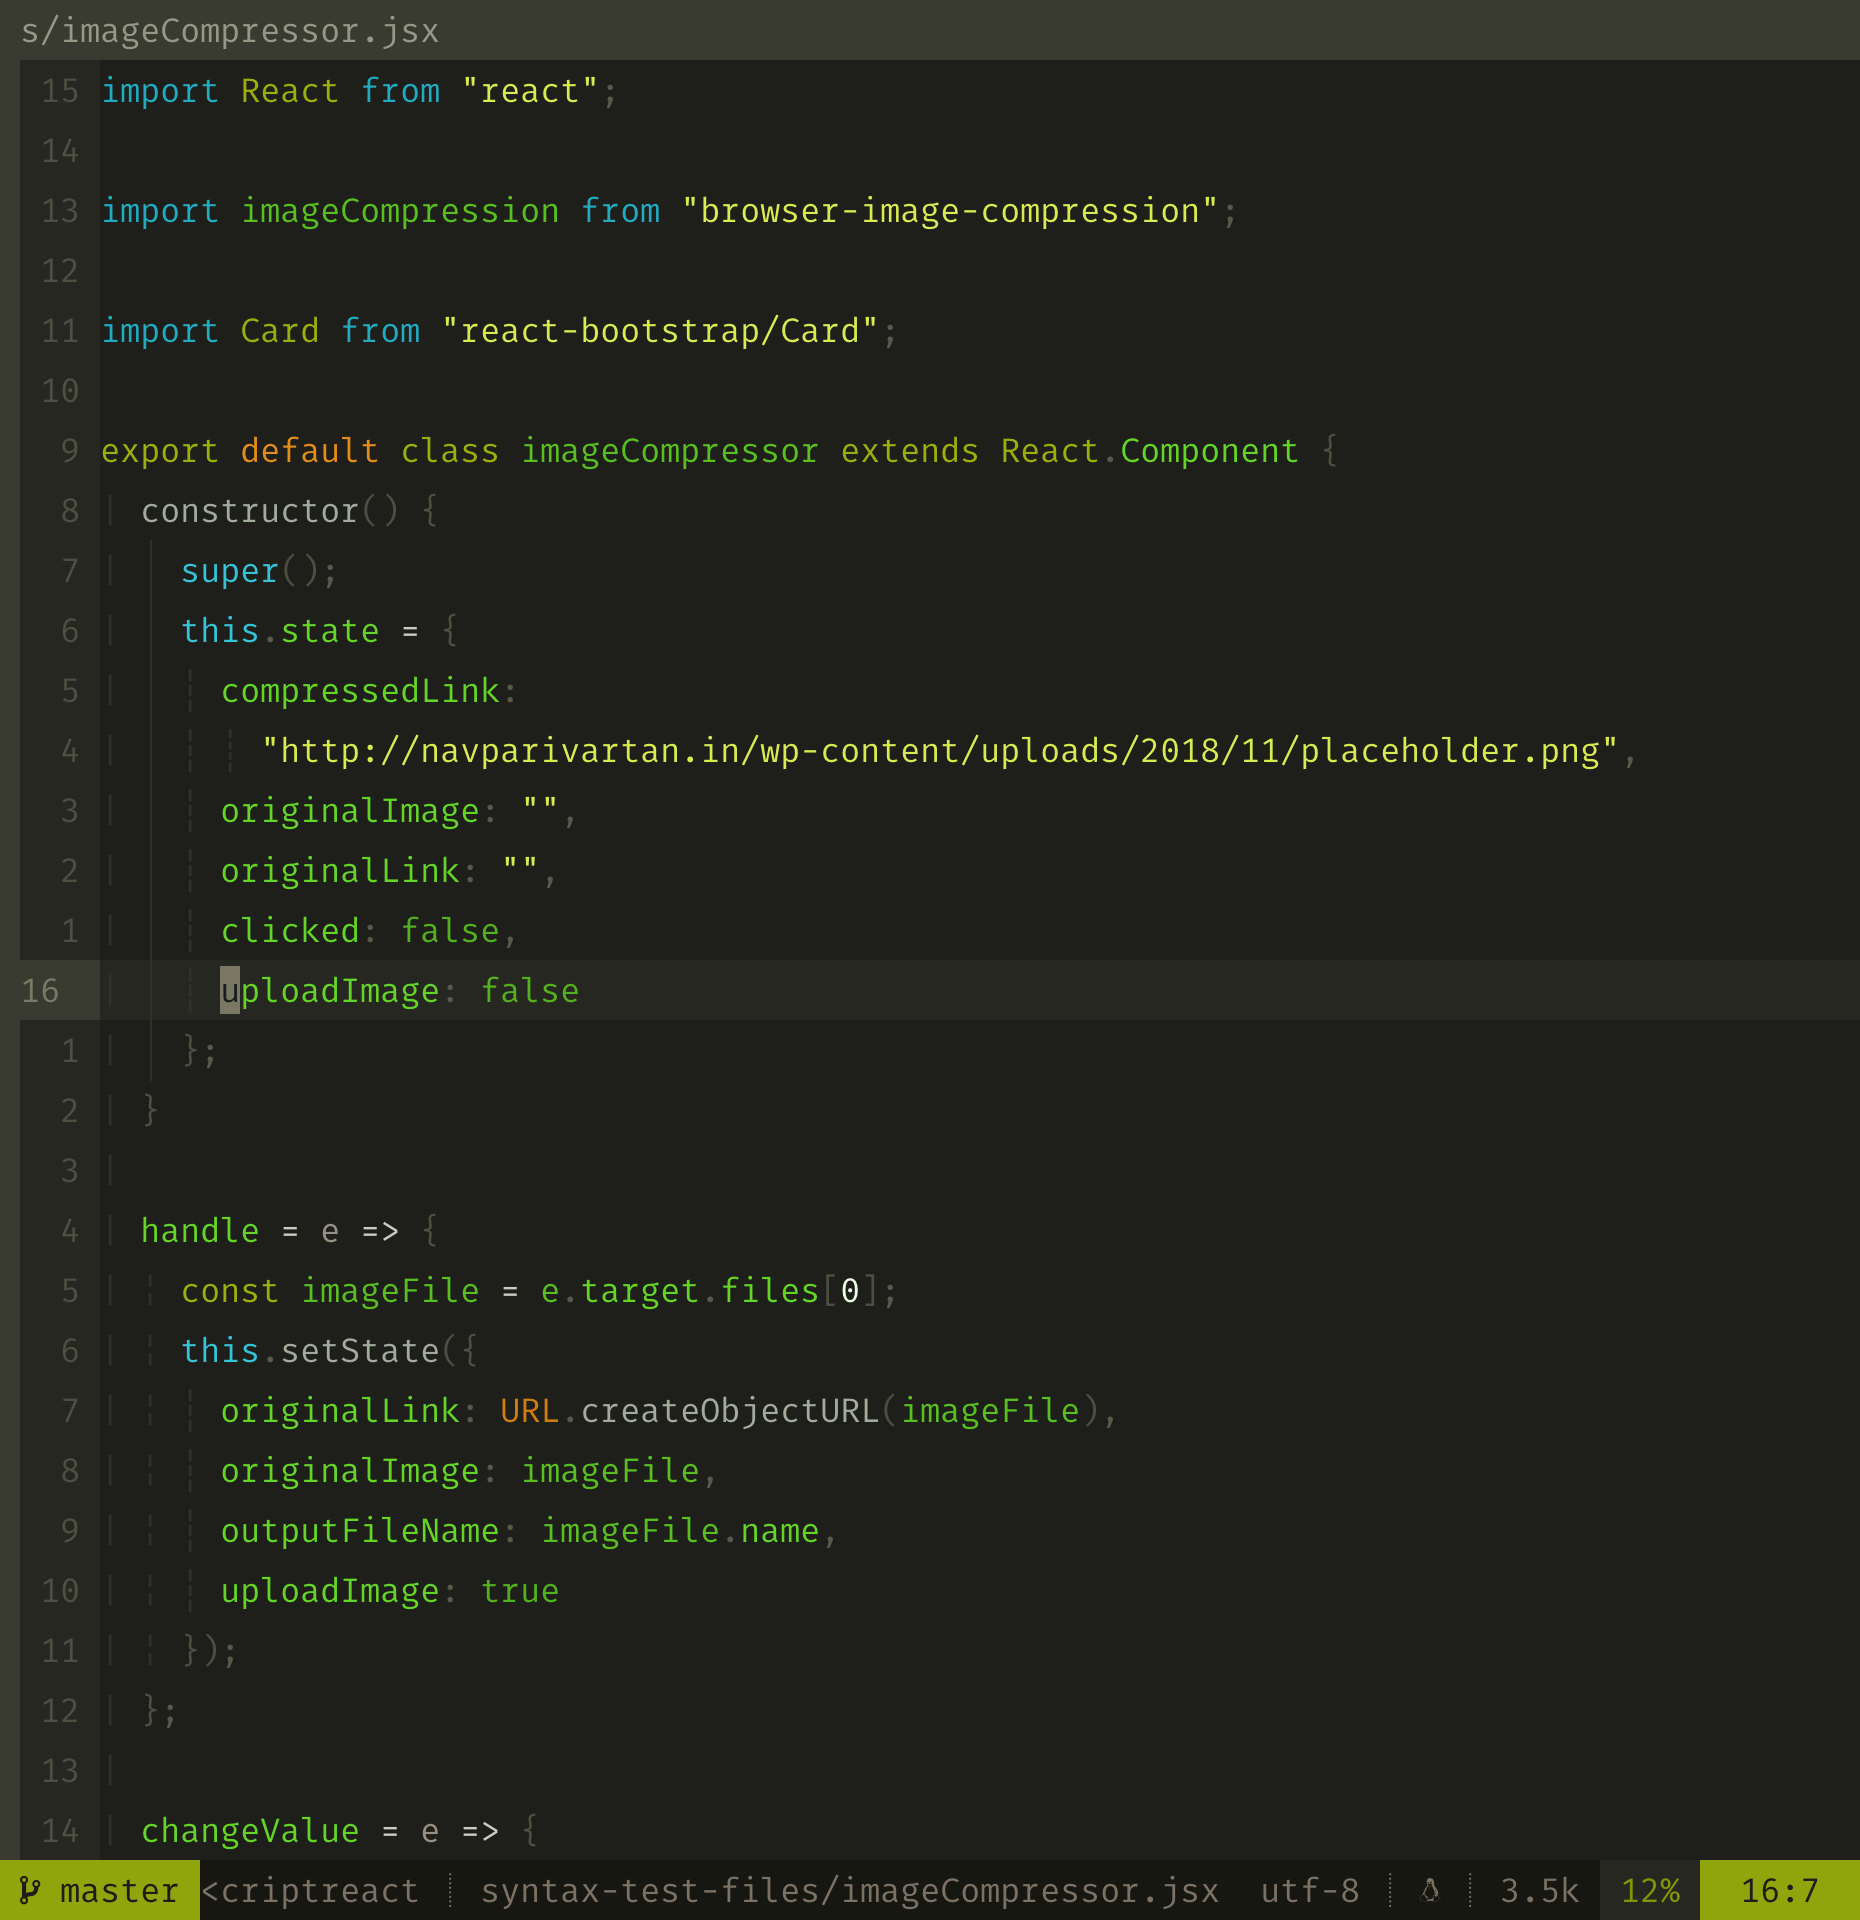 s/imageCompressor.jsx
15 import React from "react";
14
13 import imageCompression from "browser-image-compression";
12
11 import Card from "react-bootstrap/Card";
10
9 export default class imageCompressor extends React.Component {
8 constructor() {
7 super();
6 this.state = {
5 compressedLink:
4 "http://navparivartan.in/wp-content/uploads/2018/11/placeholder.png",
3 originalImage: "",
2 originalLink: "",
1 clicked: false,
16 uploadImage: false
1 };
2 }
3
4 handle = e => {
5 const imageFile = e.target.files[0];
6 this.setState({
7 originalLink: URL.createObjectURL(imageFile),
8 originalImage: imageFile,
9 outputFileName: imageFile.name,
10 uploadImage: true
11 });
12 };
13
14 changeValue = e => {
master <criptreact syntax-test-files/imageCompressor.jsx utf-8 3.5k 12% 16:7